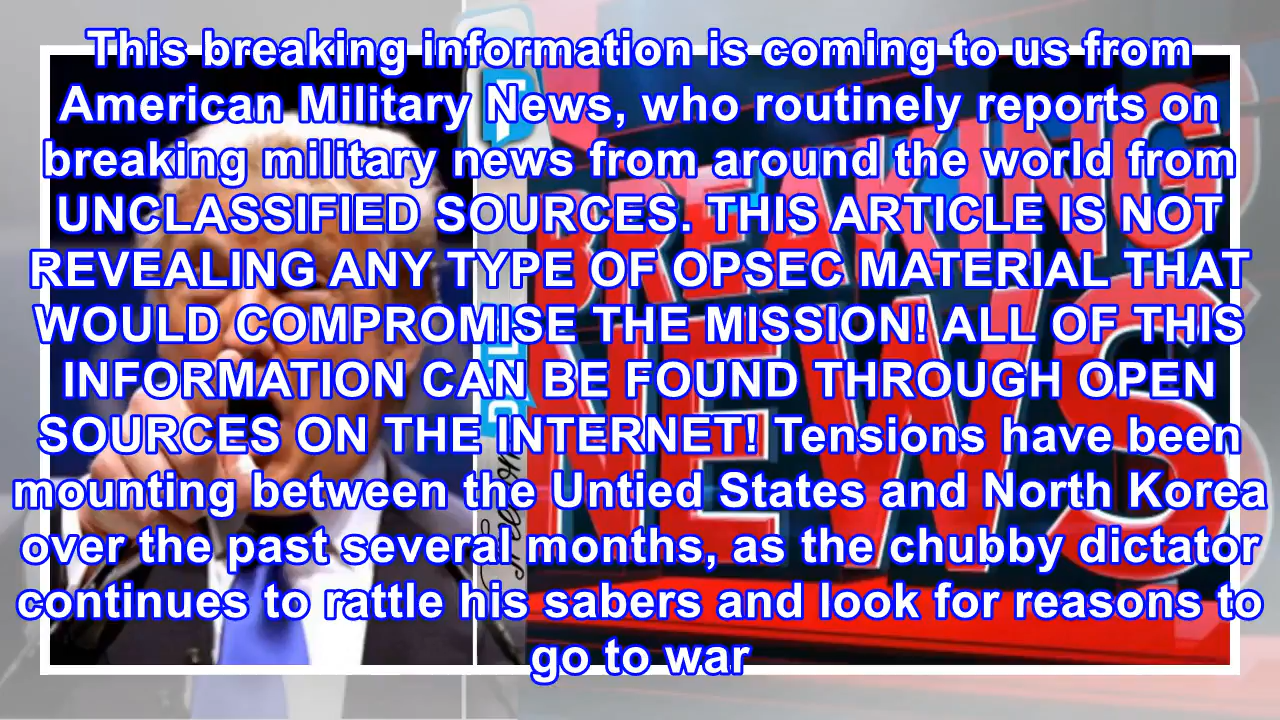 This breaking information is coming to us from
American Military News, who routinely reports on
breaking military news from around the world from
UNCLASSIFIED SOURCES. THIS ARTICLE IS NOT
REVEALING ANY TYPE OF OPSEC MATERIAL THAT
WOULD COMPROMISE THE MISSION! ALL OF THIS
INFORMATION CAN BE FOUND THROUGH OPEN
SOURCES ON THE INTERNET! Tensions have been
mounting between the Untied States and North Korea
over the past several months, as the chubby dictator
continues to rattle his sabers and look for reasons to
go to war
BREAKING
NEWS